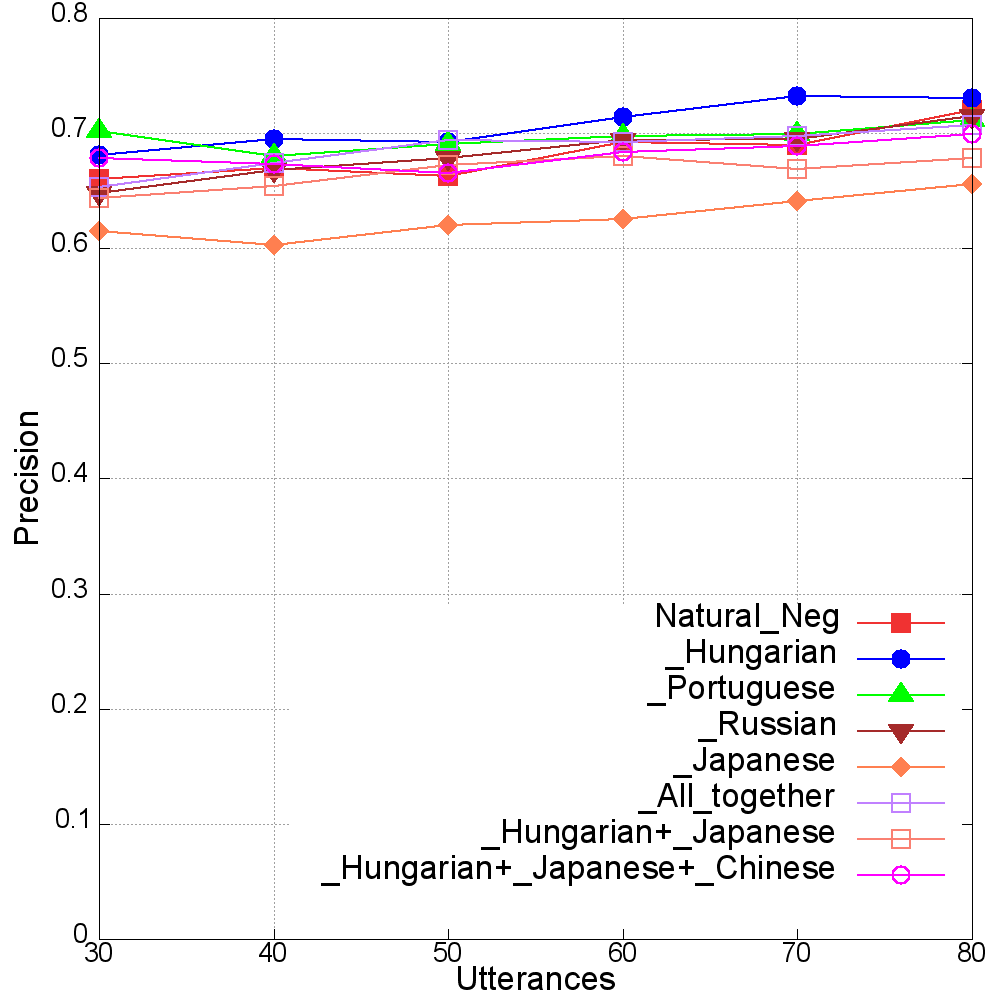 0.8
0.7
0.6
0.5
0.4
0.3
0.2
0.1
0
Precision
Natural_Neg
_Hungarian
_Portuguese
_Russian
_Japanese
_All_together
_Hungarian+_Japanese
_Hungarian+_Japanese+_Chinese
30 40 50 60 70 80
Utterances